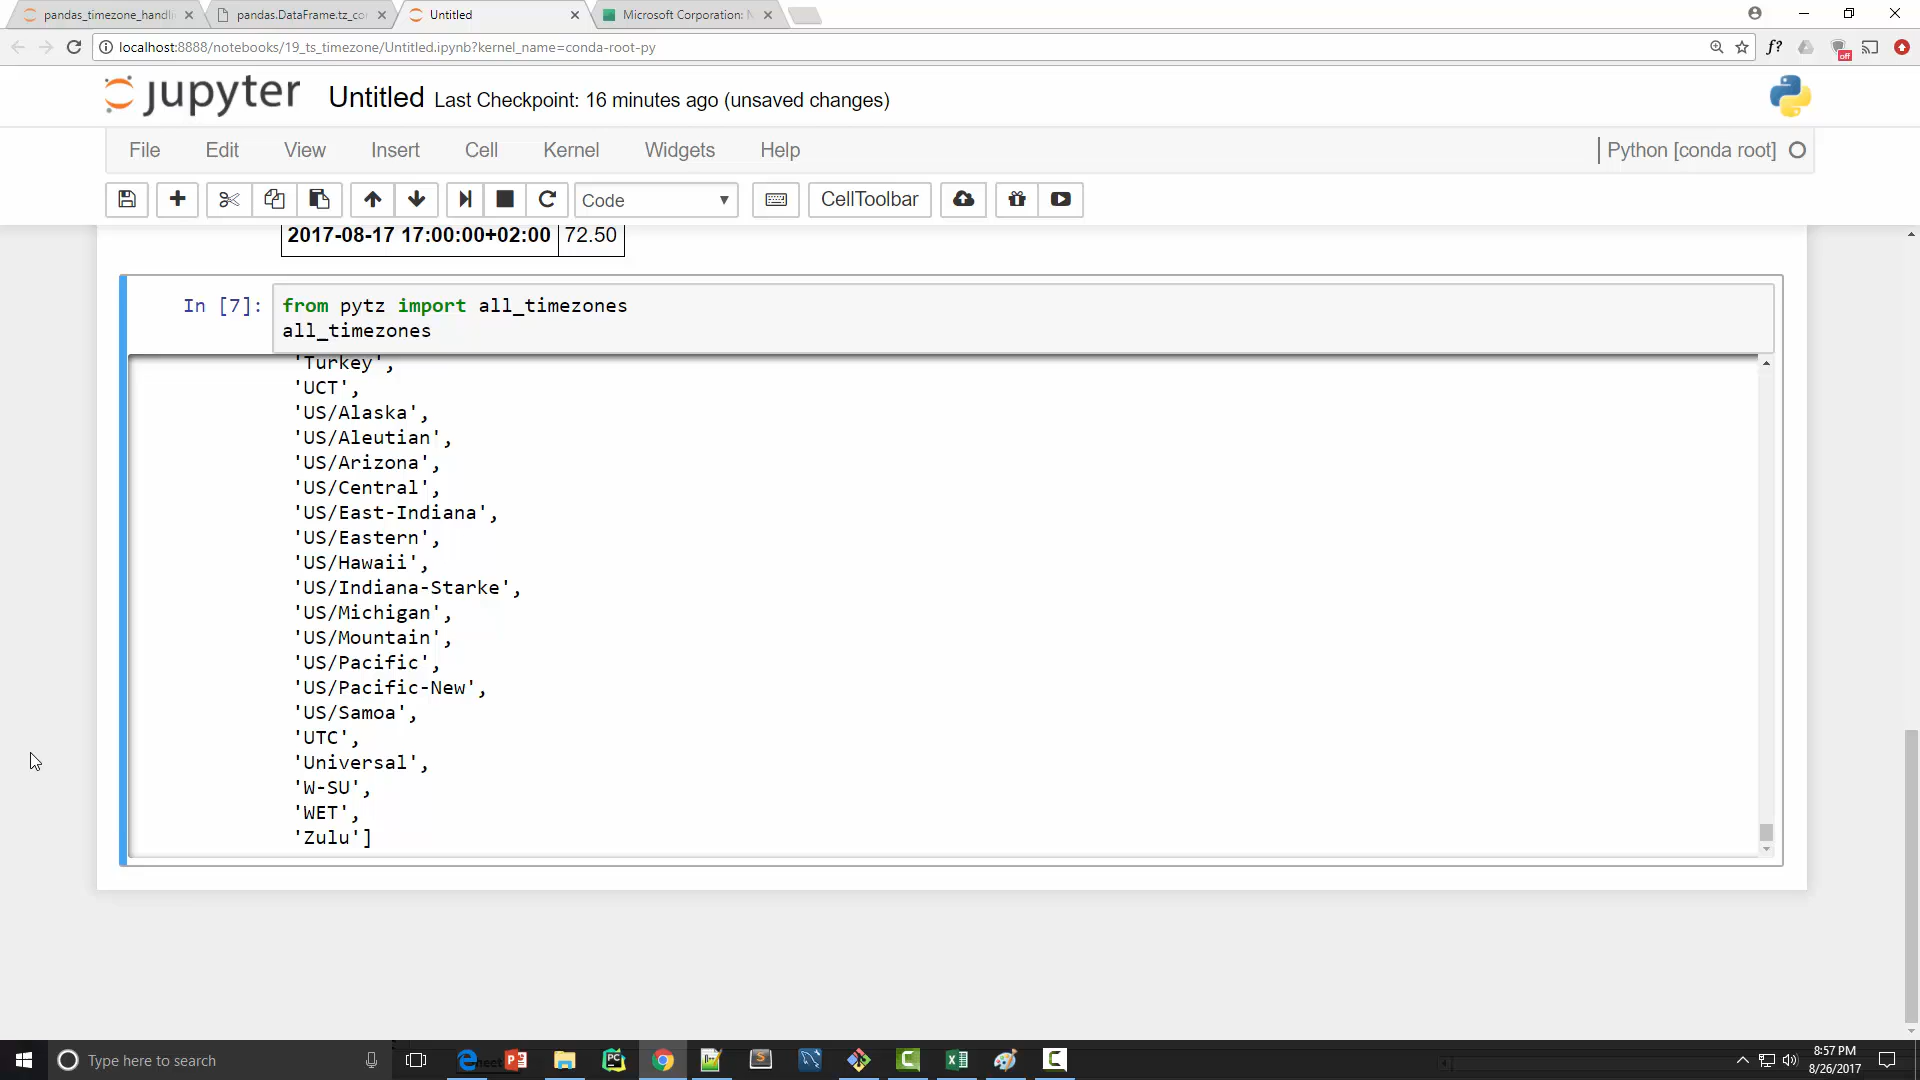 pandas_timezone_handli
pandas.DataFrame.tz_co
Untitled
Microsoft Corporation: N
localhost:8888/notebooks/19_ts_timezone/Untitled.ipynb?kernel_name=conda-root-py
f?
off
jupyter Untitled Last Checkpoint: 16 minutes ago (unsaved changes)
File Edit View Insert Cell Kernel Widgets Help
Python [conda root]
Code
CellToolbar
2017-08-17 17:00:00+02:00 72.50
In [7]: from pytz import all_timezones
all_timezones
'Turkey',
'UCT',
'US/Alaska',
'US/Aleutian',
'US/Arizona',
'US/Central',
'US/East-Indiana',
'US/Eastern',
'US/Hawaii',
'US/Indiana-Starke',
'US/Michigan',
'US/Mountain',
'US/Pacific',
'US/Pacific-New',
'US/Samoa',
'UTC',
'Universal',
'W-SU',
'WET',
'Zulu']
Type here to search
8:57 PM
8/26/2017